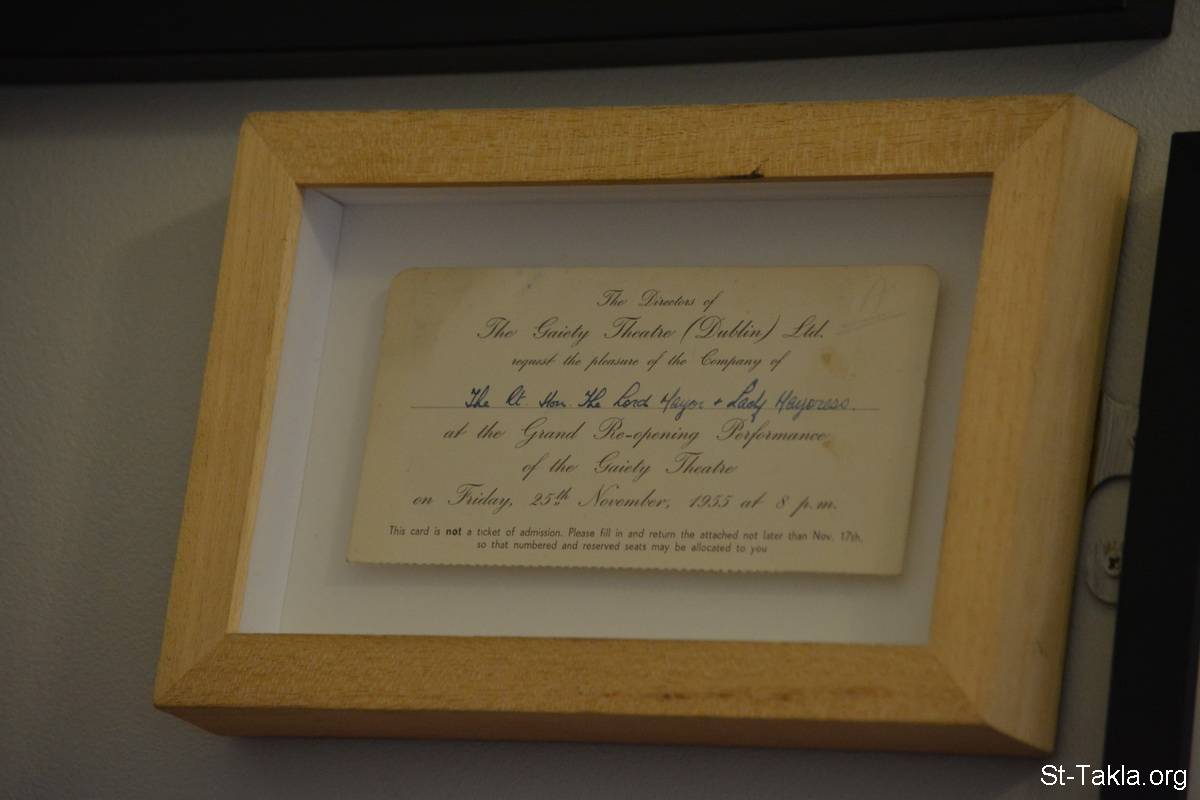 The Directors of
The Gaiety Theatre (Dublin) Ltd.
request the pleasure of the Company of
The Rt. Hon. The Lord Mayor + Lady Mayoress.
at the Grand Re-opening Performance
of the Gaiety Theatre
on Friday, 25th November, 1955 at 8 p.m.
This card is not a ticket of admission. Please fill in and return the attached not later than Nov. 17th,
so that numbered and reserved seats may be allocated to you
St-Takla.org